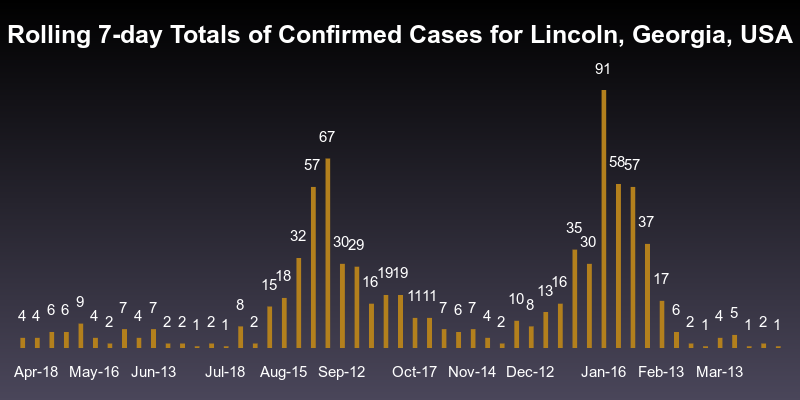 Rolling 7-day Totals of Confirmed Cases for Lincoln, Georgia, USA
4 4 6 6 9 4 2 7 4 7 2 2 1 2 1 8 2 15 18 32 57 67 30 29 16 19 19 11 11 7 6 7 4 2 10 8 13 16 35 30 91 58 57 37 17 6 2 1 4 5 1 2 1
Apr-18 May-16 Jun-13 Jul-18 Aug-15 Sep-12 Oct-17 Nov-14 Dec-12 Jan-16 Feb-13 Mar-13